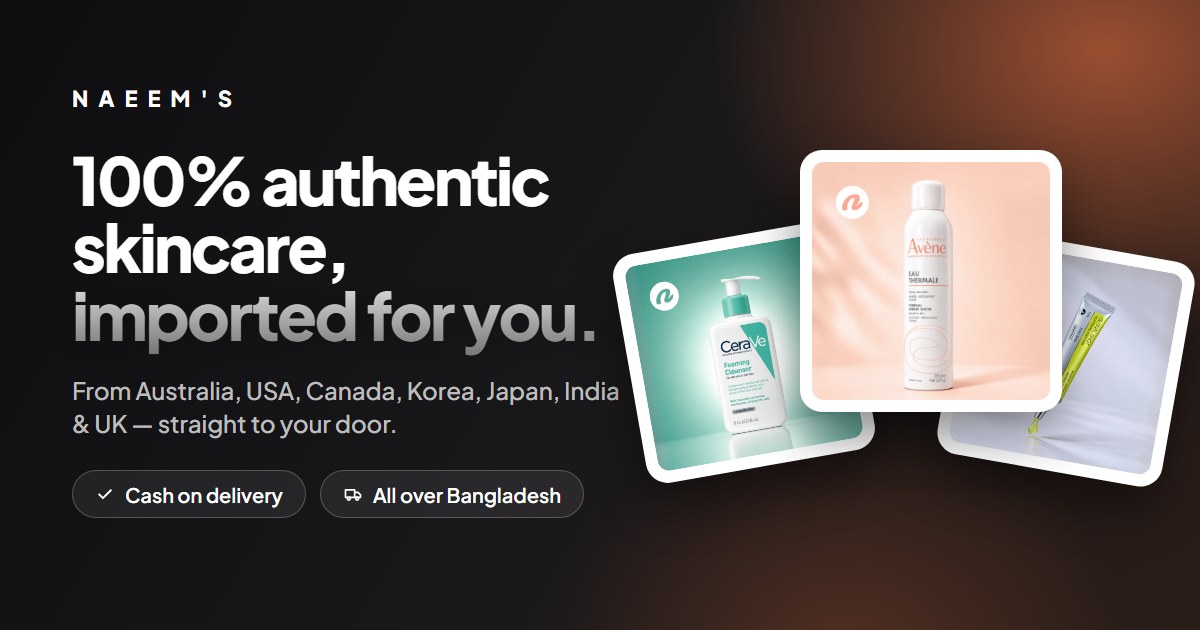 NAEEM'S
100% authentic
skincare,
imported for you.
From Australia, USA, Canada, Korea, Japan, India
& UK — straight to your door.
Cash on delivery
All over Bangladesh
Avène
EAU
THERMALE
CeraVe
Foaming
Cleanser